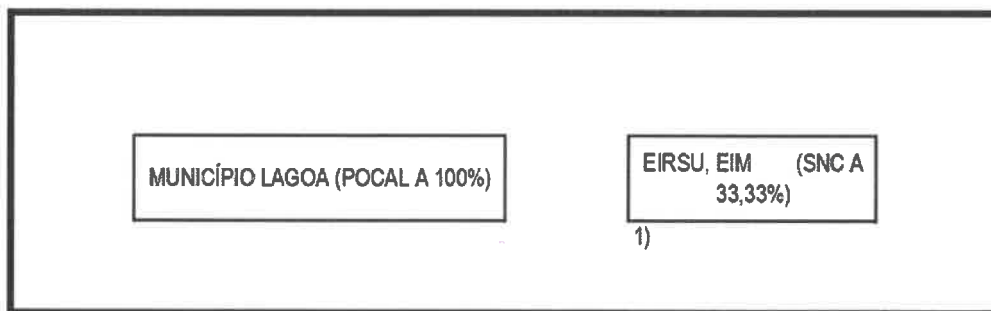 MUNICÍPIO LAGOA (POCAL A 100%)
EIRSU, EIM (SNC A
33,33%)
1)